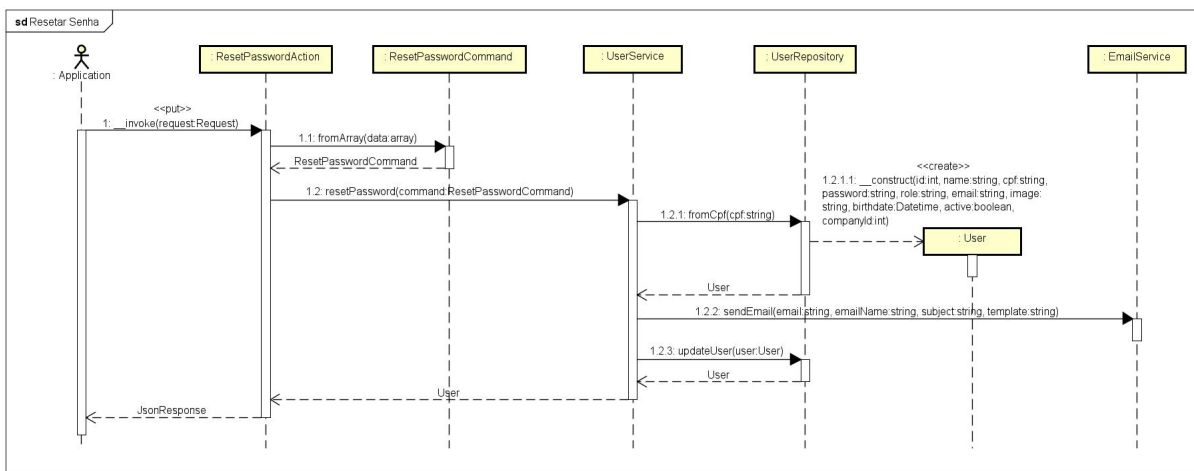 sd Resetar Senha
: Application
: ResetPasswordAction
: ResetPasswordCommand
: UserService
: UserRepository
: EmailService
<<put>>
1: __invoke(request:Request)
1.1: fromArray(data:array)
ResetPasswordCommand
1.2: resetPassword(command:ResetPasswordCommand)
1.2.1: fromCpf(cpf:string)
<<create>>
1.2.1.1: __construct(id:int, name:string, cpf:string,
password:string, role:string, email:string, image:
string, birthdate:Datetime, active:boolean,
companyId:int)
: User
User
1.2.2: sendEmail(email:string, emailName:string, subject:string, template:string)
1.2.3: updateUser(user:User)
User
User
JsonResponse